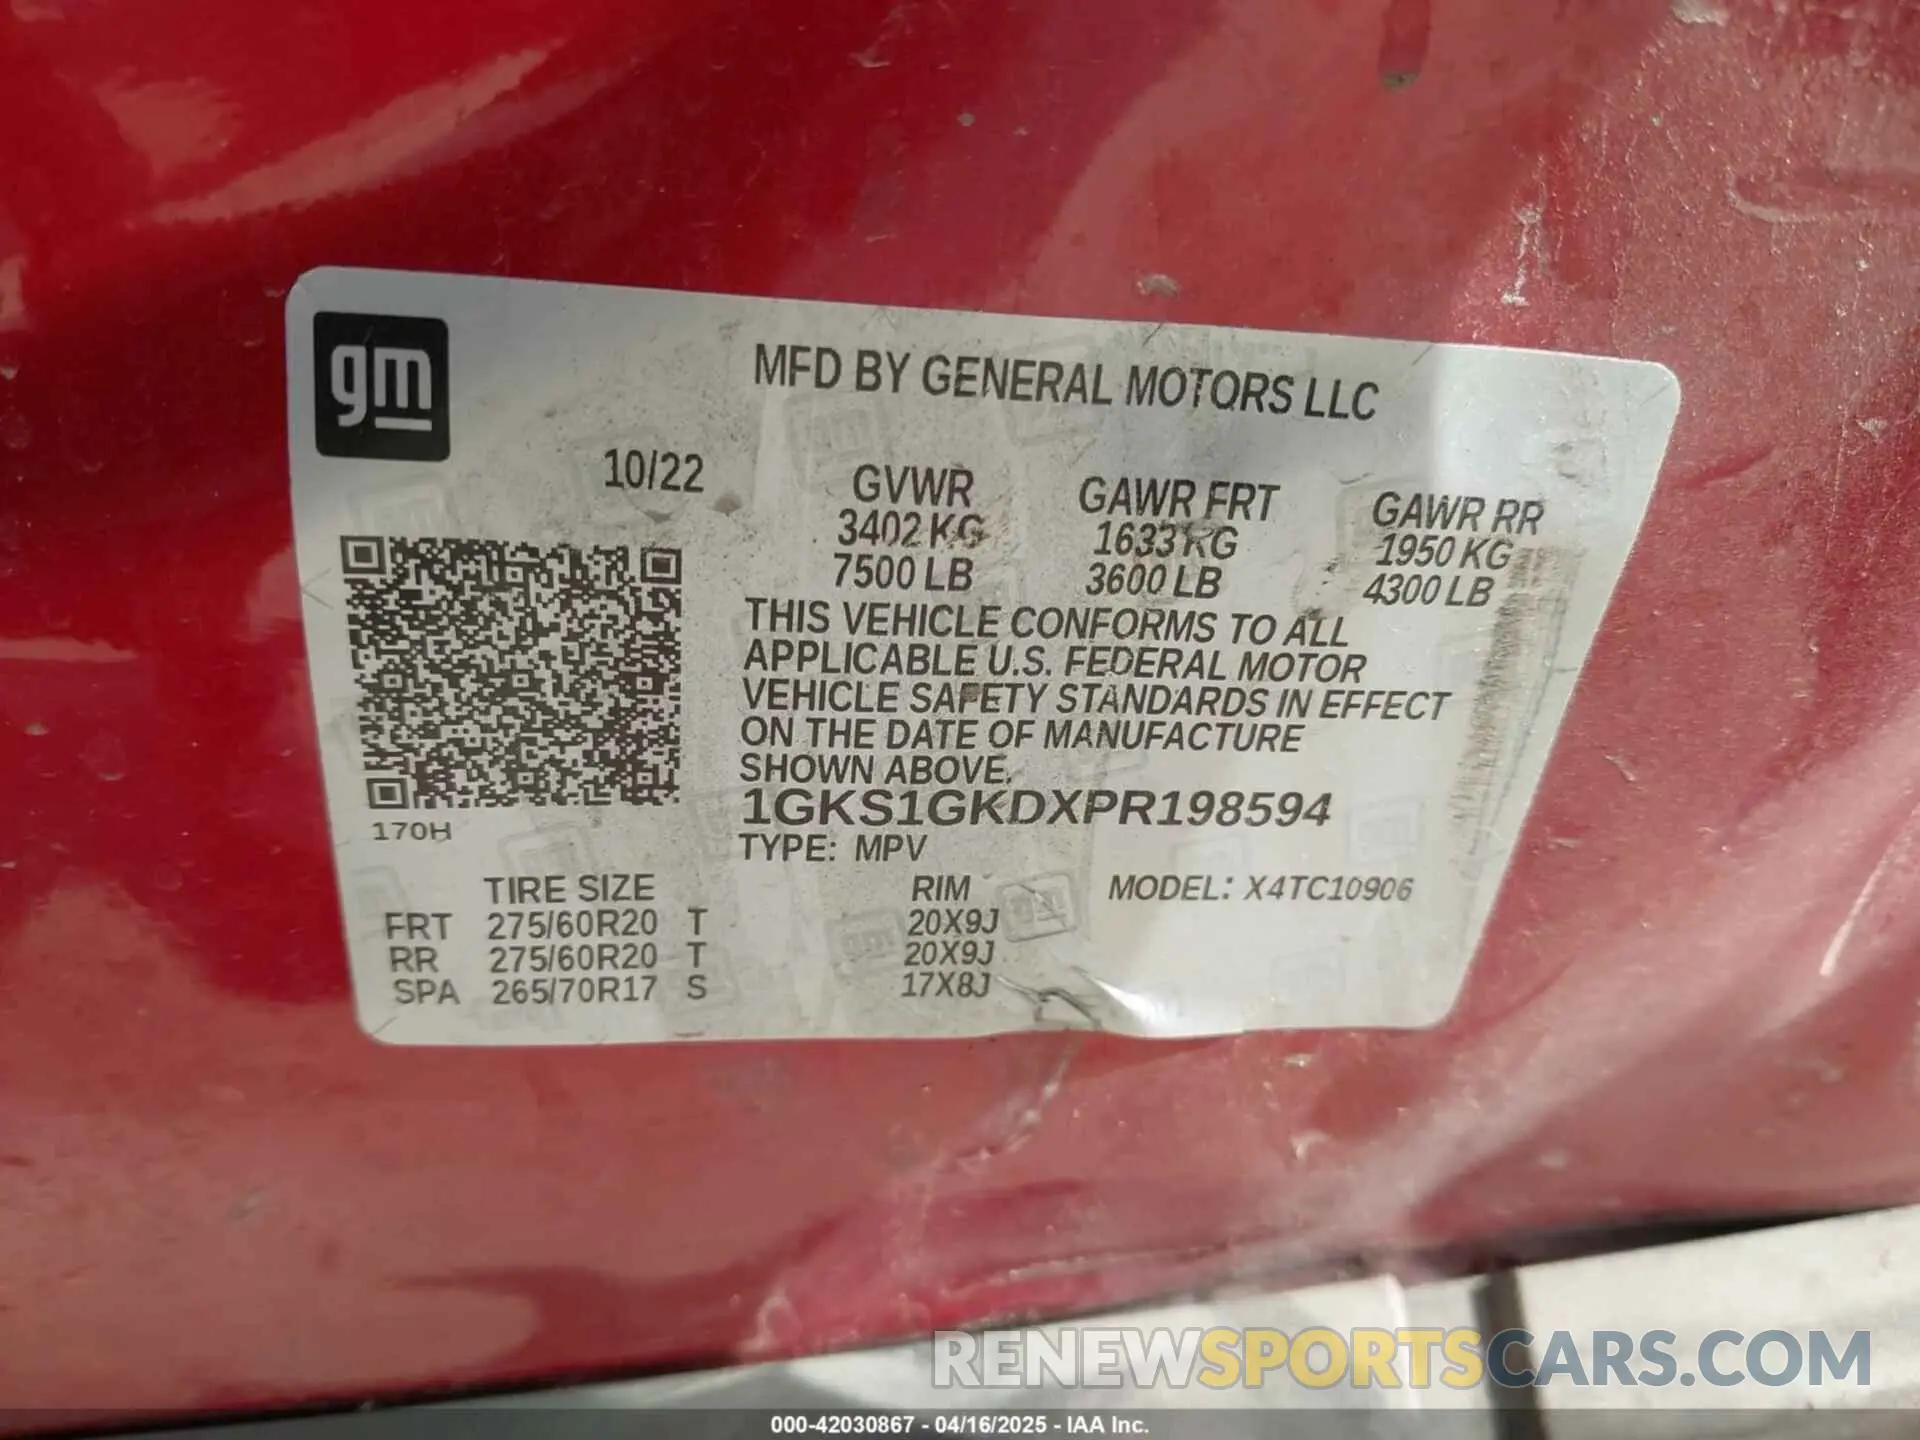 gm
MFD BY GENERAL MOTORS LLC
10/22
GVWR GAWR FRT GAWR RR
3402 KG 1633 KG 1950 KG
7500 LB 3600 LB 4300 LB
THIS VEHICLE CONFORMS TO ALL
APPLICABLE U.S. FEDERAL MOTOR
VEHICLE SAFETY STANDARDS IN EFFECT
ON THE DATE OF MANUFACTURE
SHOWN ABOVE.
1GKS1GKDXPR198594
170H
TYPE: MPV
TIRE SIZE RIM MODEL: X4TC10906
FRT 275/60R20 T 20X9J
RR 275/60R20 T 20X9J
SPA 265/70R17 S 17X8J
RENEWSPORTSCARS.COM
000-42030867 - 04/16/2025 - IAA Inc.